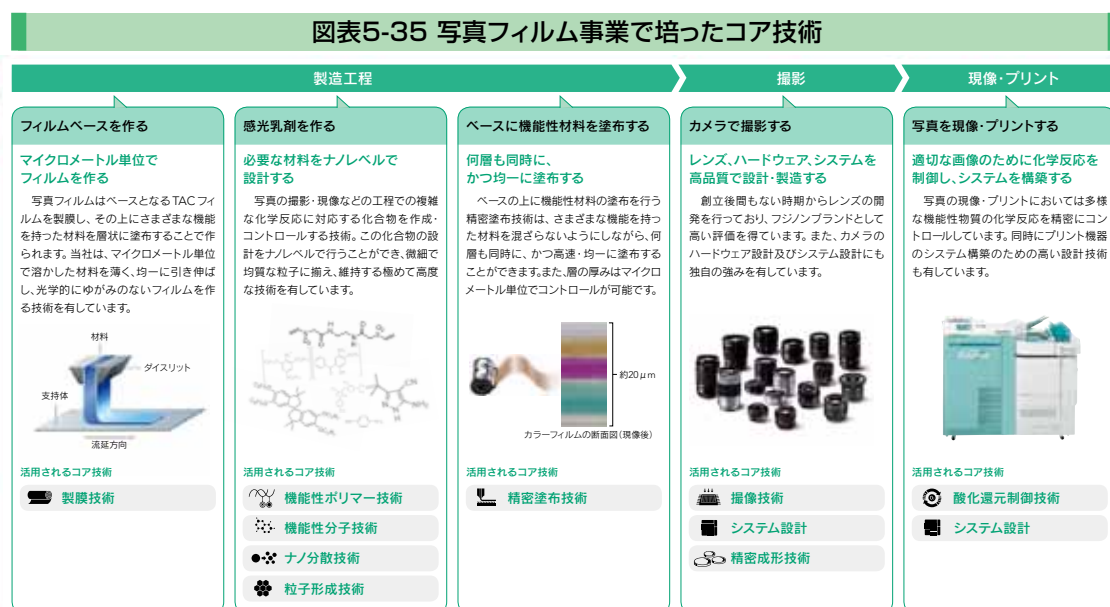 図表5-35 写真フィルム事業で培ったコア技術
製造工程
撮影
現像・プリント
フィルムベースを作る
マイクロメートル単位で
フィルムを作る
写真フィルムはベースとなるTACフィ
ルムを製膜し、その上にさまざまな機能
を持った材料を層状に塗布することで作
られます。当社は、マイクロメートル単位
で溶かした材料を薄く、均一に引き伸ば
し、光学的にゆがみのないフィルムを作
る技術を有しています。
材料
ダイスリット
支持体
流延方向
活用されるコア技術
製膜技術
感光乳剤を作る
必要な材料をナノレベルで
設計する
写真の撮影・現像などの工程での複雑
な化学反応に対応する化合物を作成・
コントロールする技術。この化合物の設
計をナノレベルで行うことができ、微細で
均質な粒子に揃え、維持する極めて高度
な技術を有しています。
活用されるコア技術
機能性ポリマー技術
機能性分子技術
ナノ分散技術
粒子形成技術
ベースに機能性材料を塗布する
何層も同時に、
かつ均一に塗布する
ベースの上に機能性材料の塗布を行う
精密塗布技術は、さまざまな機能を持っ
た材料を混ざらないようにしながら、何
層も同時に、かつ高速・均一に塗布する
ことができます。また、層の厚みはマイクロ
メートル単位でコントロールが可能です。
約20μm
カラーフィルムの断面図(現像後)
活用されるコア技術
精密塗布技術
カメラで撮影する
レンズ、ハードウェア、システムを
高品質で設計・製造する
創立後間もない時期からレンズの開
発を行っており、フジノンブランドとして
高い評価を得ています。また、カメラの
ハードウェア設計及びシステム設計にも
独自の強みを有しています。
活用されるコア技術
撮像技術
システム設計
精密成形技術
写真を現像・プリントする
適切な画像のために化学反応を
制御し、システムを構築する
写真の現像・プリントにおいては多様
な機能性物質の化学反応を精密にコン
トロールしています。同時にプリント機器
のシステム構築のための高い設計技術
も有しています。
活用されるコア技術
酸化還元制御技術
システム設計